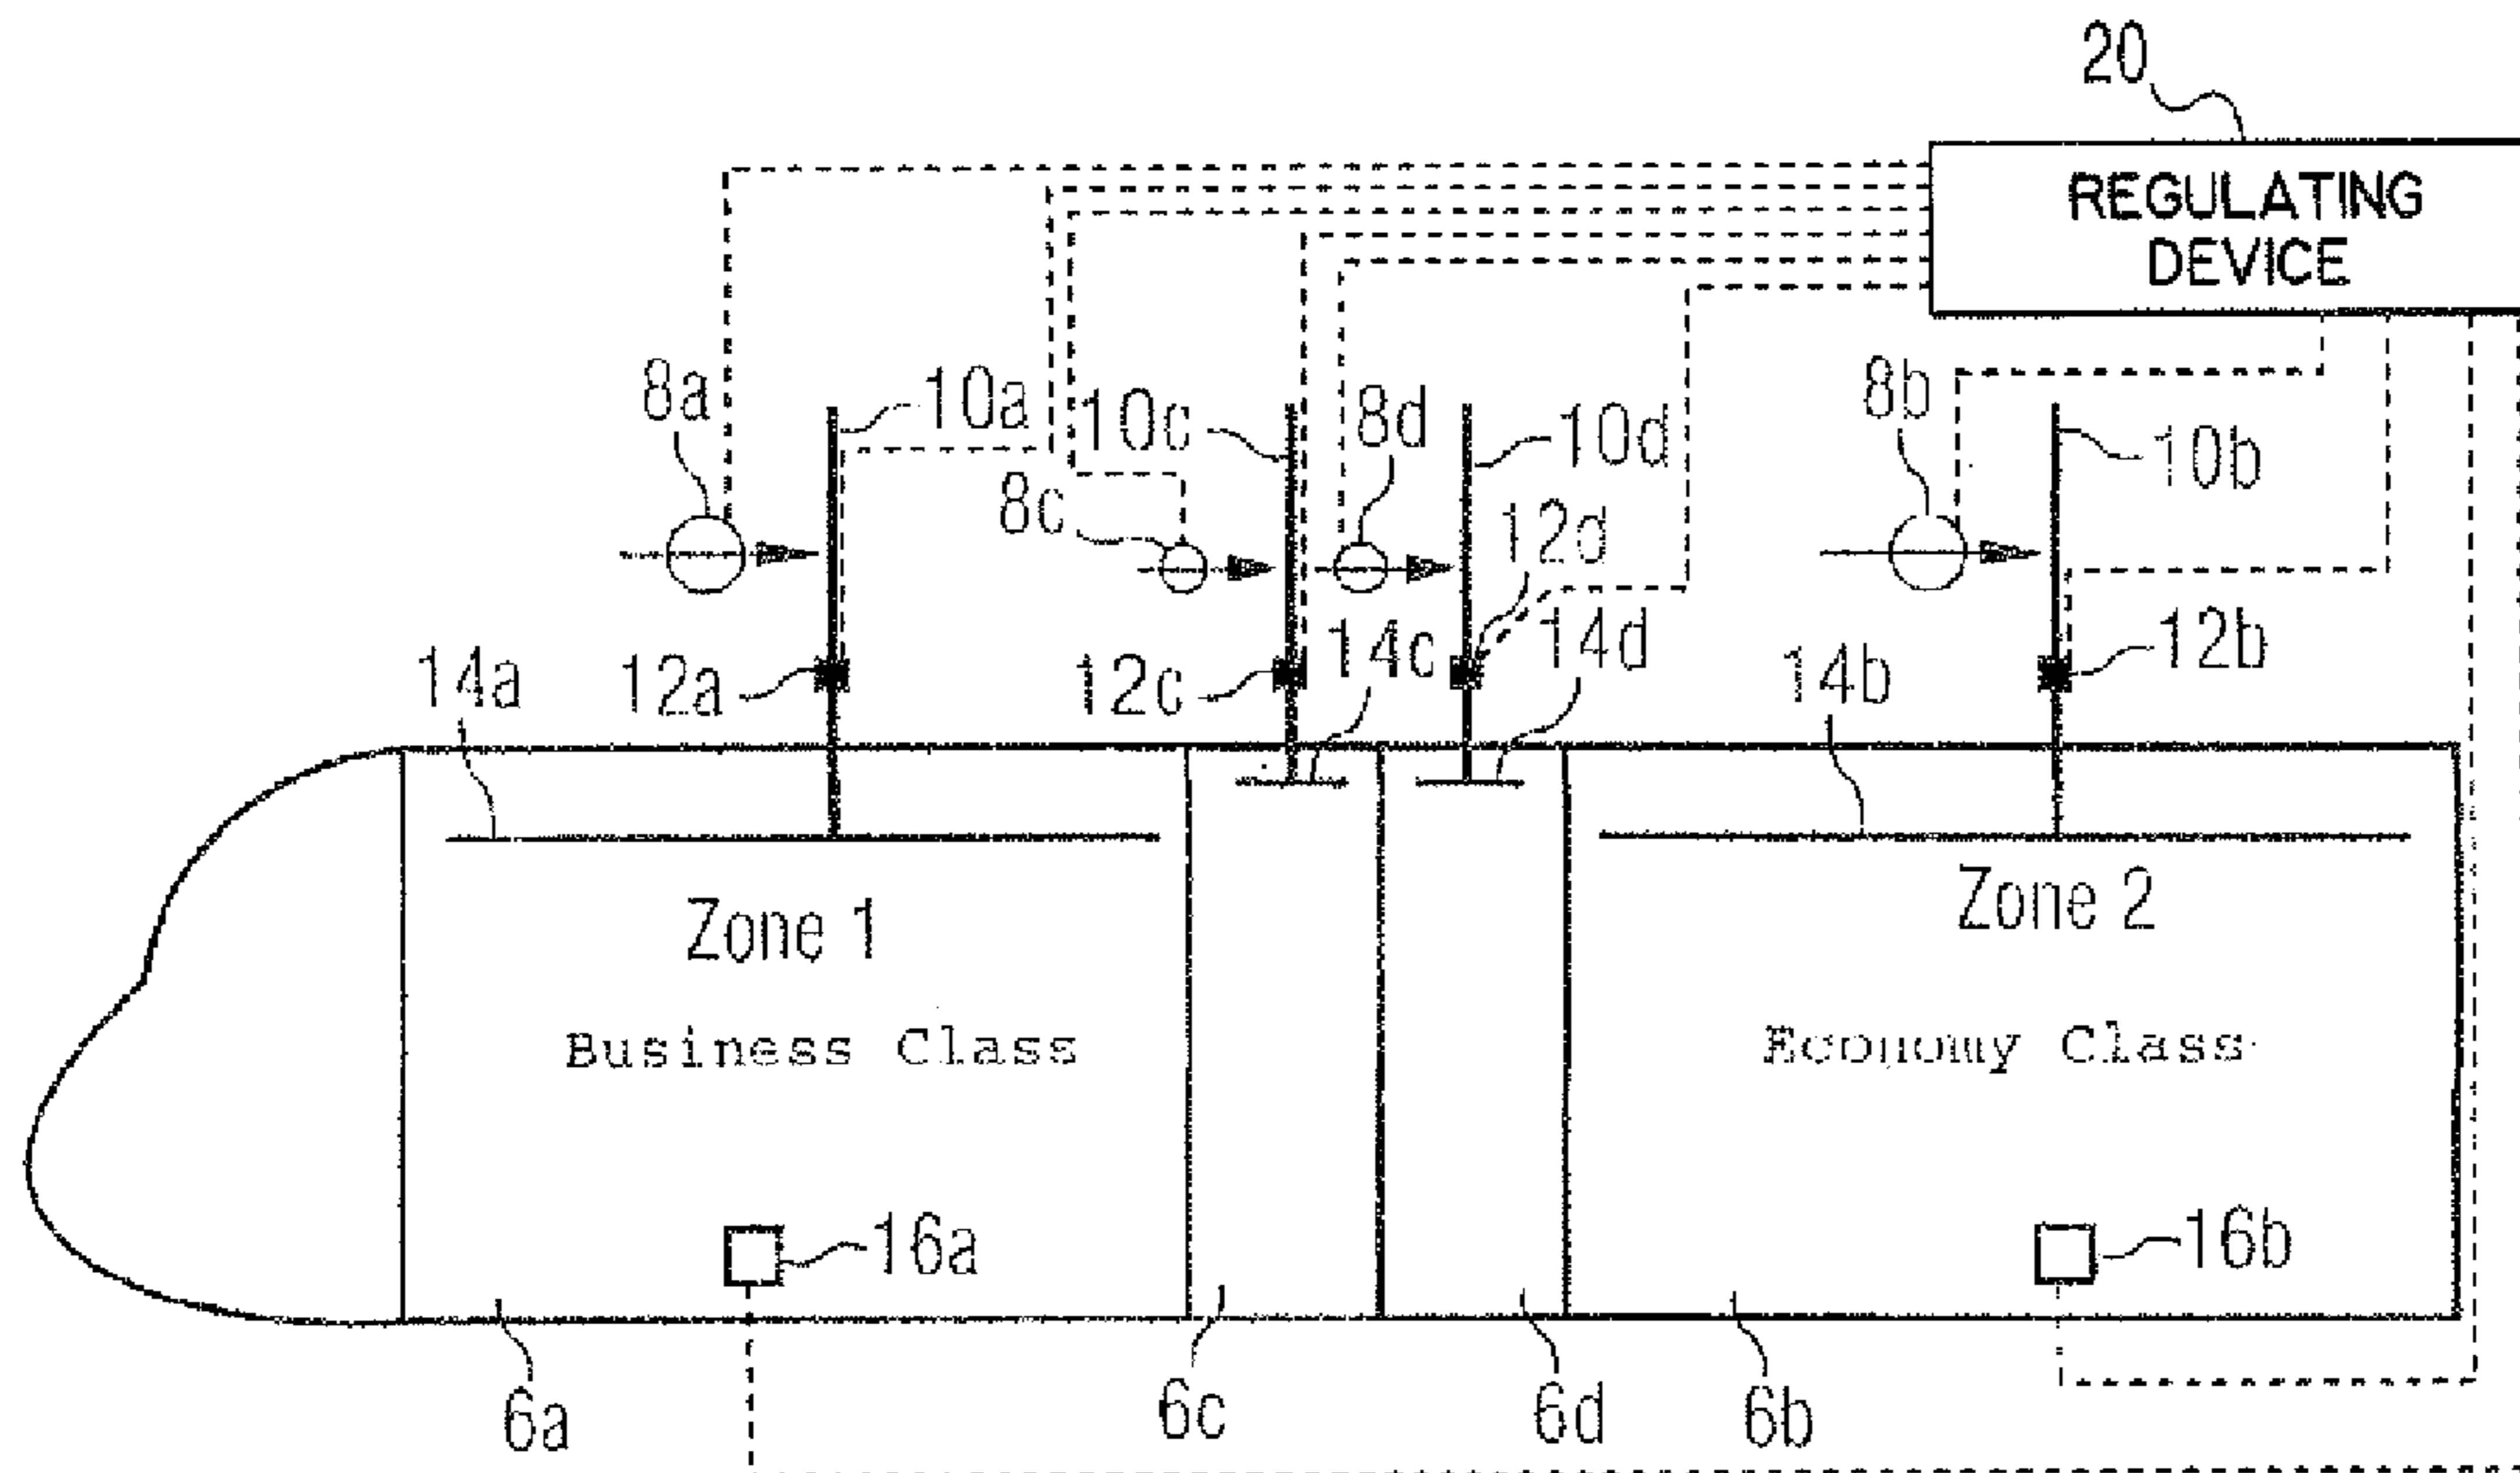 20
REGULATING
DEVICE
8a
10a
10c
8d
10d
8b
10b
8c
12d
14a
12a
12c
14c
14d
14b
12b
Zone 1
Zone 2
Business Class
Economy Class
16a
16b
6a
6c
6d
6b